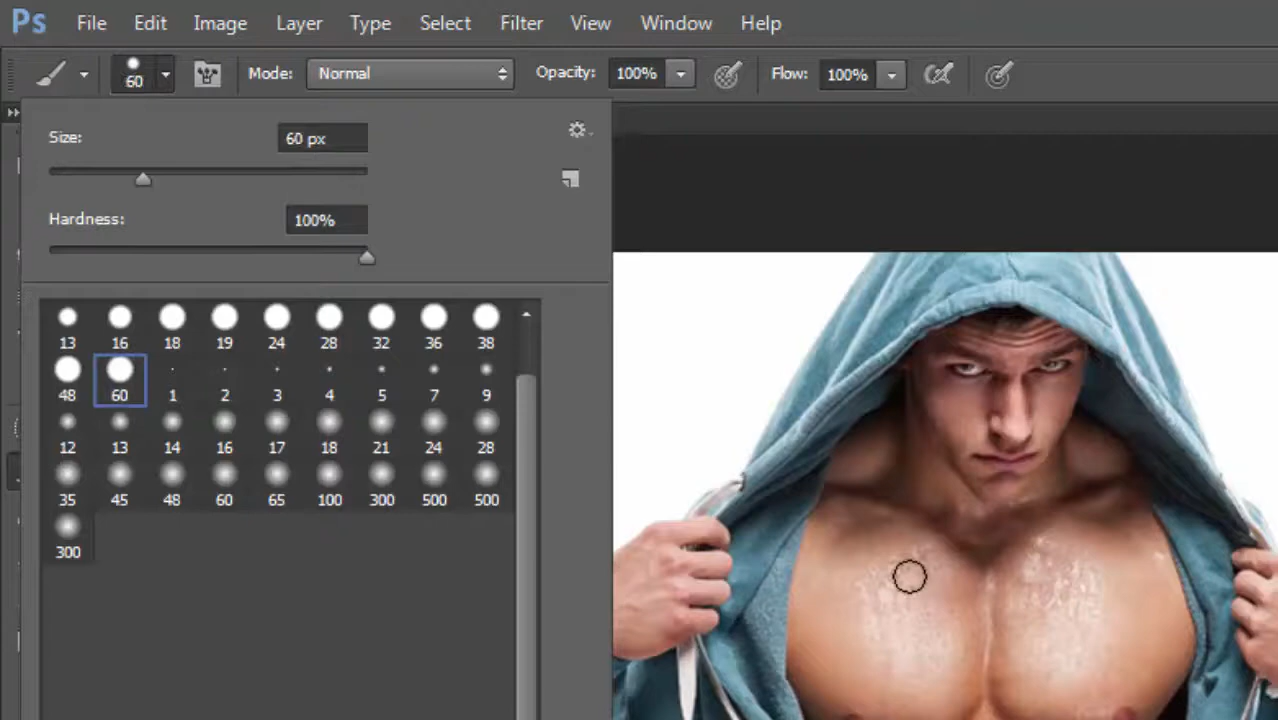 Ps File Edit Image Layer Type Select Filter View Window Help
60 Mode: Normal Opacity: 100% Flow: 100%
Size: 60 px
Hardness: 100%
13 16 18 19 24 28 32 36 38
48 60 1 2 3 4 5 7 9
12 13 14 16 17 18 21 24 28
35 45 48 60 65 100 300 500 500
300